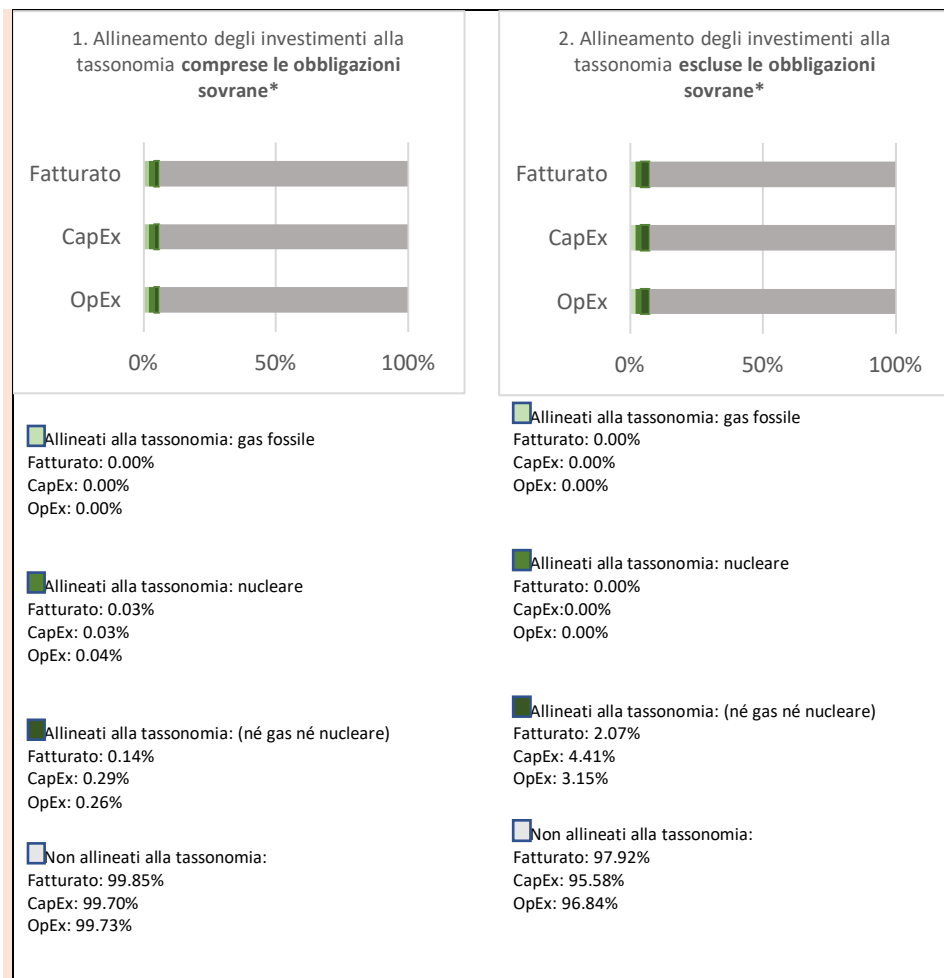 1. Allineamento degli investimenti alla
tassonomia comprese le obbligazioni
sovrane*
Fatturato
CapEx
OpEx
0%
50%
100%
Allineati alla tassonomia: gas fossile
Fatturato: 0.00%
CapEx: 0.00%
OpEx: 0.00%
Allineati alla tassonomia: nucleare
Fatturato: 0.03%
CapEx: 0.03%
OpEx: 0.04%
Allineati alla tassonomia: (né gas né nucleare)
Fatturato: 0.14%
CapEx: 0.29%
OpEx: 0.26%
Non allineati alla tassonomia:
Fatturato: 99.85%
CapEx: 99.70%
OpEx: 99.73%
2. Allineamento degli investimenti alla
tassonomia escluse le obbligazioni
sovrane*
Fatturato
CapEx
OpEx
0%
50%
100%
Allineati alla tassonomia: gas fossile
Fatturato: 0.00%
CapEx: 0.00%
OpEx: 0.00%
Allineati alla tassonomia: nucleare
Fatturato: 0.00%
CapEx:0.00%
OpEx: 0.00%
Allineati alla tassonomia: (né gas né nucleare)
Fatturato: 2.07%
CapEx: 4.41%
OpEx: 3.15%
Non allineati alla tassonomia:
Fatturato: 97.92%
CapEx: 95.58%
OpEx: 96.84%